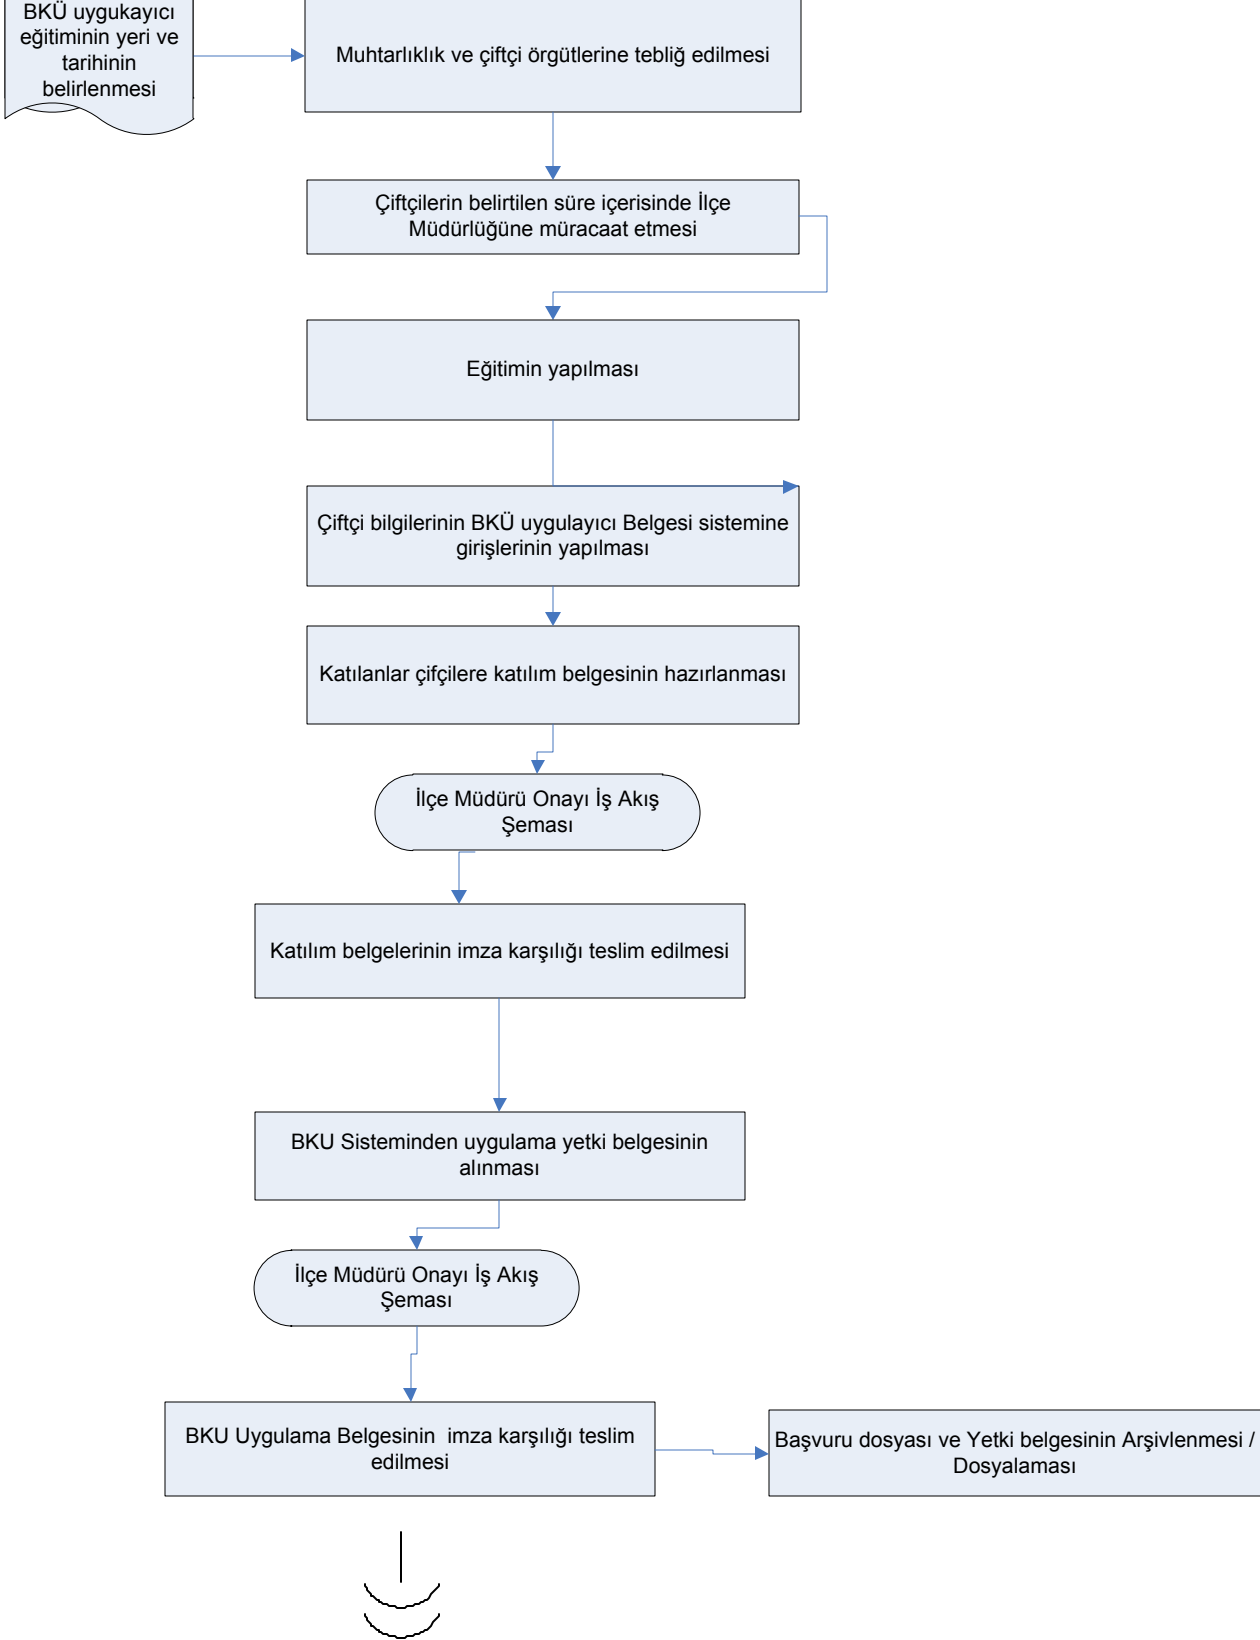 BKÜ uygukayıcı
eğitiminin yeri ve
tarihinin
belirlenmesi
Muhtarlıklık ve çiftçi örgütlerine tebliğ edilmesi
Çiftçilerin belirtilen süre içerisinde İlçe
Müdürlüğüne müracaat etmesi
Eğitimin yapılması
Çiftçi bilgilerinin BKÜ uygulayıcı Belgesi sistemine
girişlerinin yapılması
Katılanlar çifçilere katılım belgesinin hazırlanması
İlçe Müdürü Onayı İş Akış
Şeması
Katılım belgelerinin imza karşılığı teslim edilmesi
BKU Sisteminden uygulama yetki belgesinin
alınması
İlçe Müdürü Onayı İş Akış
Şeması
BKU Uygulama Belgesinin  imza karşılığı teslim
edilmesi
Başvuru dosyası ve Yetki belgesinin Arşivlenmesi /
Dosyalaması